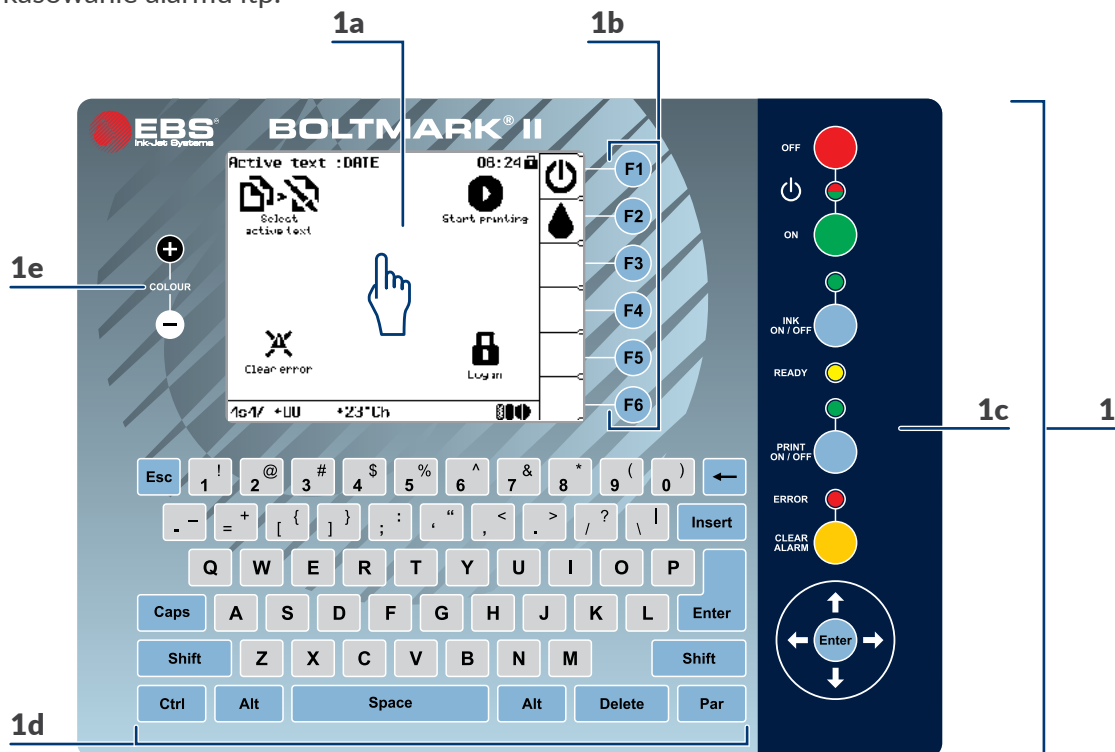 kasowanie alarmu itp.
1a 1b
EBS®
Ink-Jet Systems
BOLTMARK® II
Active text :DATE 08:24
Select
active text
Start printing
Clear error
Log in
+23°C
F1
F2
F3
F4
F5
F6
1e
+
COLOUR
−
OFF
ON
INK
ON / OFF
READY
PRINT
ON / OFF
ERROR
CLEAR
ALARM
Enter
1c 1
Esc 1 ! 2 @ 3 # 4 $ 5 % 6 ^ 7 & 8 * 9 ( 0 ) ←
- _ = + [ { ] } ; : ‘ “ , < . > / ? \ | Insert
Q W E R T Y U I O P
Caps A S D F G H J K L Enter
Shift Z X C V B N M Shift
Ctrl Alt Space Alt Delete Par
1d